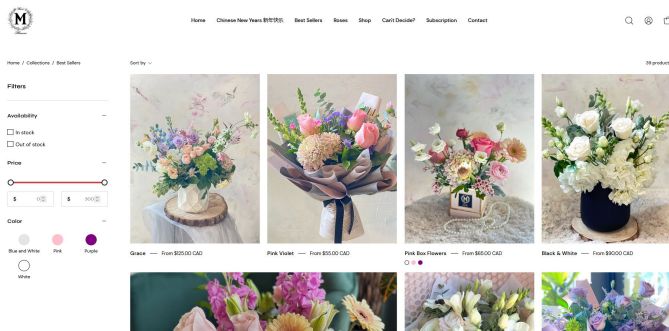 M
Home Chinese New Years 新年快乐 Best Sellers Roses Shop Can't Decide? Subscription Contact
Home / Collections / Best Sellers
Sort by
39 product
Filters
Availability
In stock
Out of stock
Price
$ 0
$ 300
Color
Blue and White
Pink
Purple
White
Grace — From $125.00 CAD
Pink Violet — From $55.00 CAD
Pink Box Flowers — From $65.00 CAD
Black & White — From $90.00 CAD